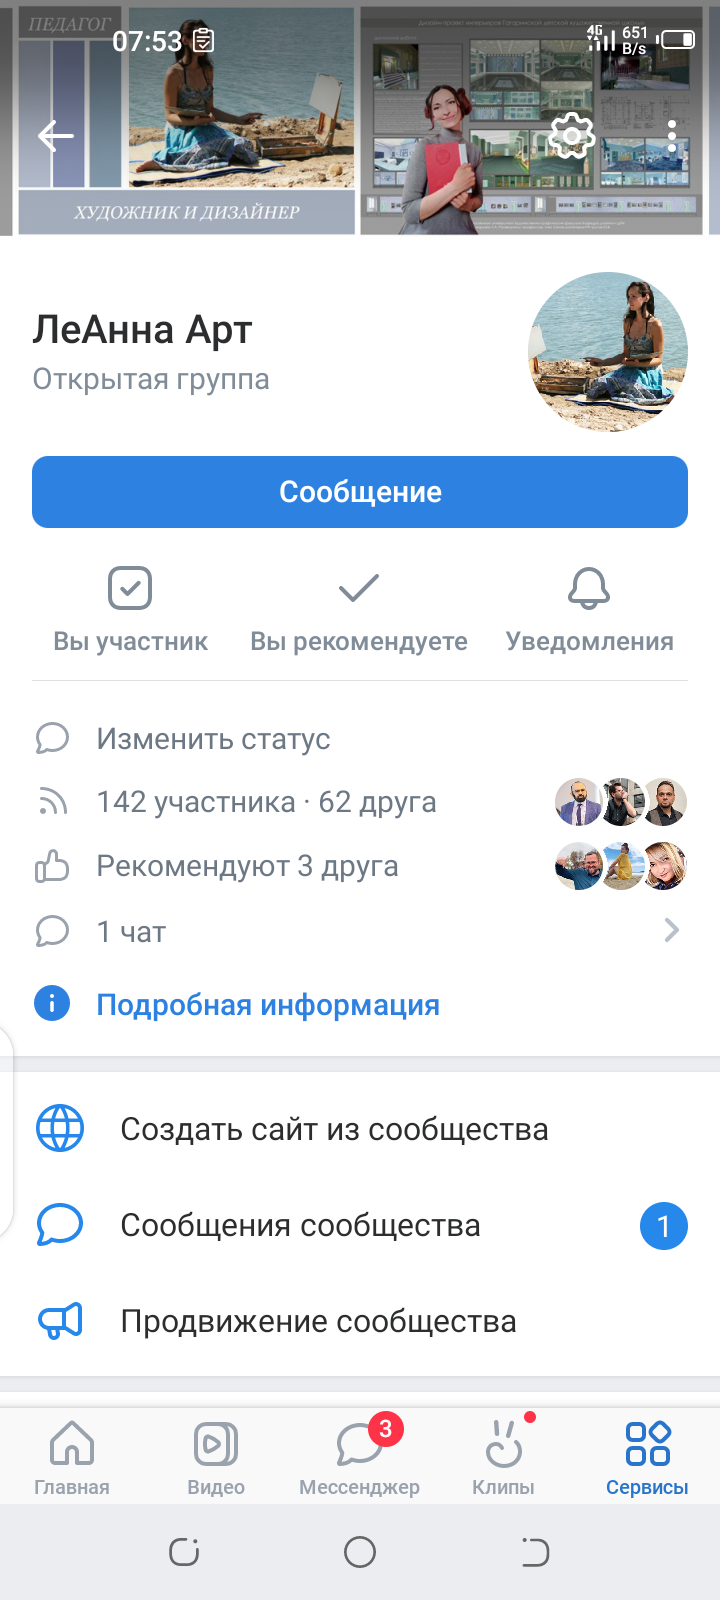 07:53
4G
651
B/s
ПЕДАГОГ
ХУДОЖНИК И ДИЗАЙНЕР
ЛеАнна Арт
Открытая группа
Сообщение
Вы участник
Вы рекомендуете
Уведомления
Изменить статус
142 участника · 62 друга
Рекомендуют 3 друга
1 чат
Подробная информация
Создать сайт из сообщества
Сообщения сообщества
1
Продвижение сообщества
3
Главная
Видео
Мессенджер
Клипы
Сервисы